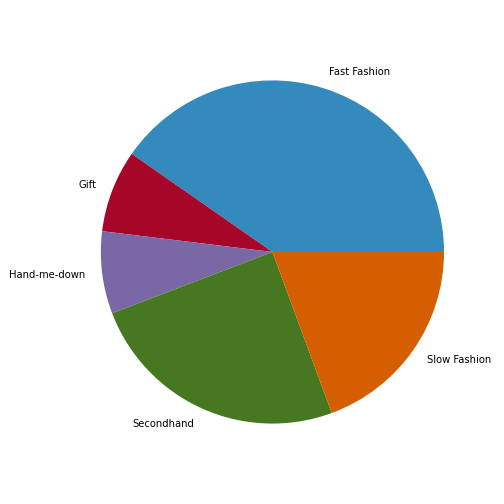 Fast Fashion
Gift
Hand-me-down
Slow Fashion
Secondhand